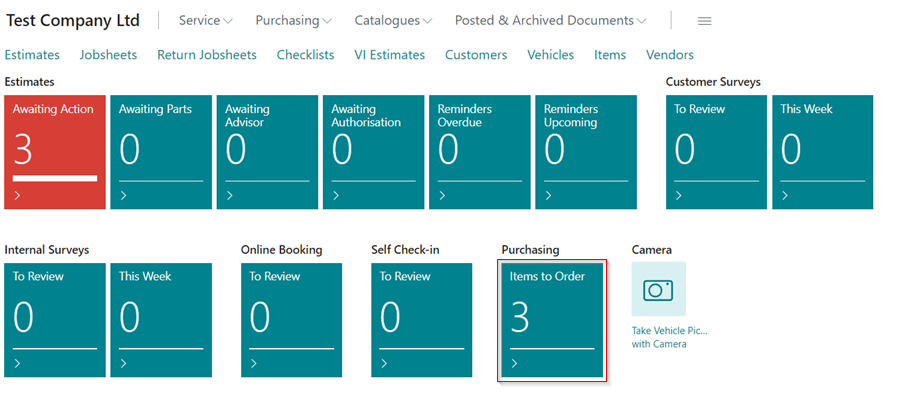 Test Company Ltd Service Purchasing Catalogues Posted & Archived Documents
Estimates Jobsheets Return Jobsheets Checklists VI Estimates Customers Vehicles Items Vendors
Estimates
Awaiting Action
3
Awaiting Parts
0
Awaiting
Advisor
0
Awaiting
Authorisation
0
Reminders
Overdue
0
Reminders
Upcoming
0
Customer Surveys
To Review
0
This Week
0
Internal Surveys
To Review
0
This Week
0
Online Booking
To Review
0
Self Check-in
To Review
0
Purchasing
Items to Order
3
Camera
Take Vehicle Pic...
with Camera